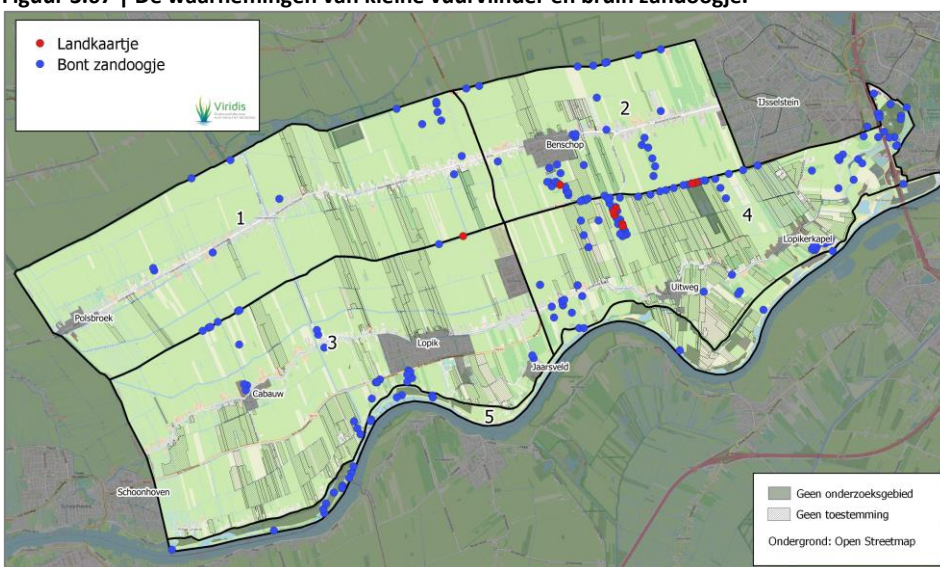 Figuur 3.67 | De waarnemingen van kleine vuurvlinder en bruin zandoogje.
Landkaartje
Bont zandoogje
Viridis
2
IJsselstein
Benschop
1
4
Lopikerkapel
Uitweg
Polsbroek
3
Lopik
Jaarsveld
Cabauw
5
Schoonhoven
Geen onderzoeksgebied
Geen toestemming
Ondergrond: Open Streetmap